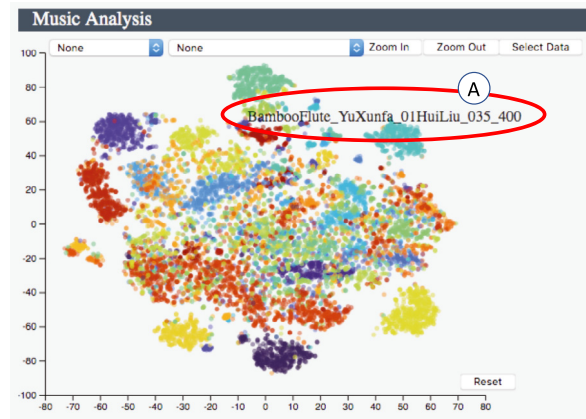 Music Analysis
None None Zoom In Zoom Out Select Data
A
BambooFlute_YuXunfa_01HuiLiu_035_400
100
80
60
40
20
0
-20
-40
-60
-80
-100
-80 -70 -60 -50 -40 -30 -20 -10 0 10 20 30 40 50 60 70 80
Reset